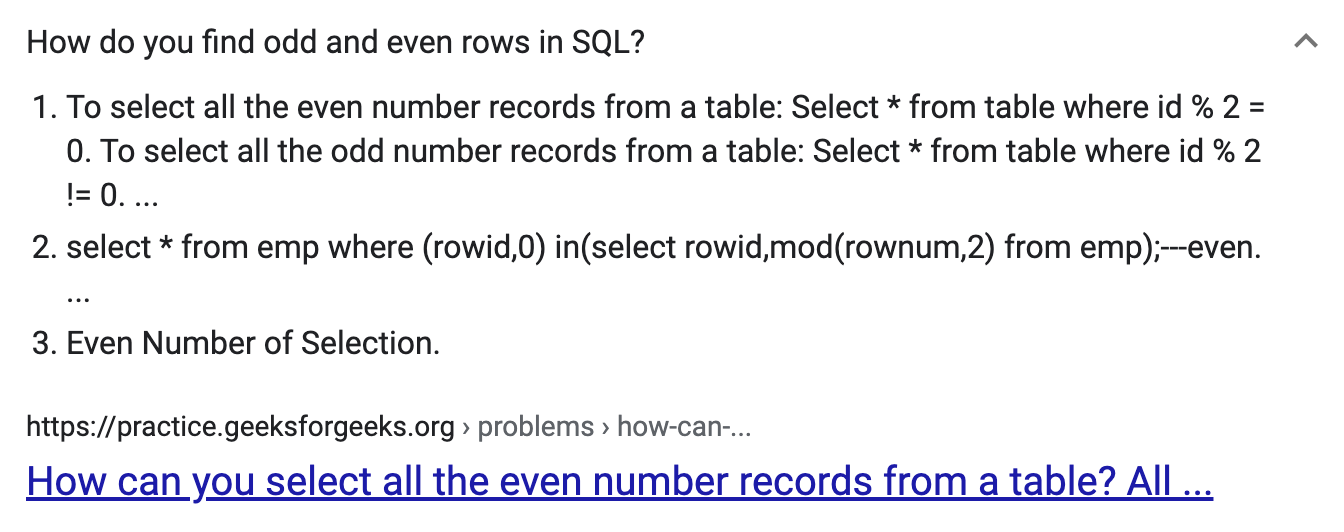 How do you find odd and even rows in SQL?
1. To select all the even number records from a table: Select * from table where id % 2 =
0. To select all the odd number records from a table: Select * from table where id % 2
!= 0. ...
2. select * from emp where (rowid,0) in(select rowid,mod(rownum,2) from emp);---even.
...
3. Even Number of Selection.
https://practice.geeksforgeeks.org › problems › how-can-...
How can you select all the even number records from a table? All ...